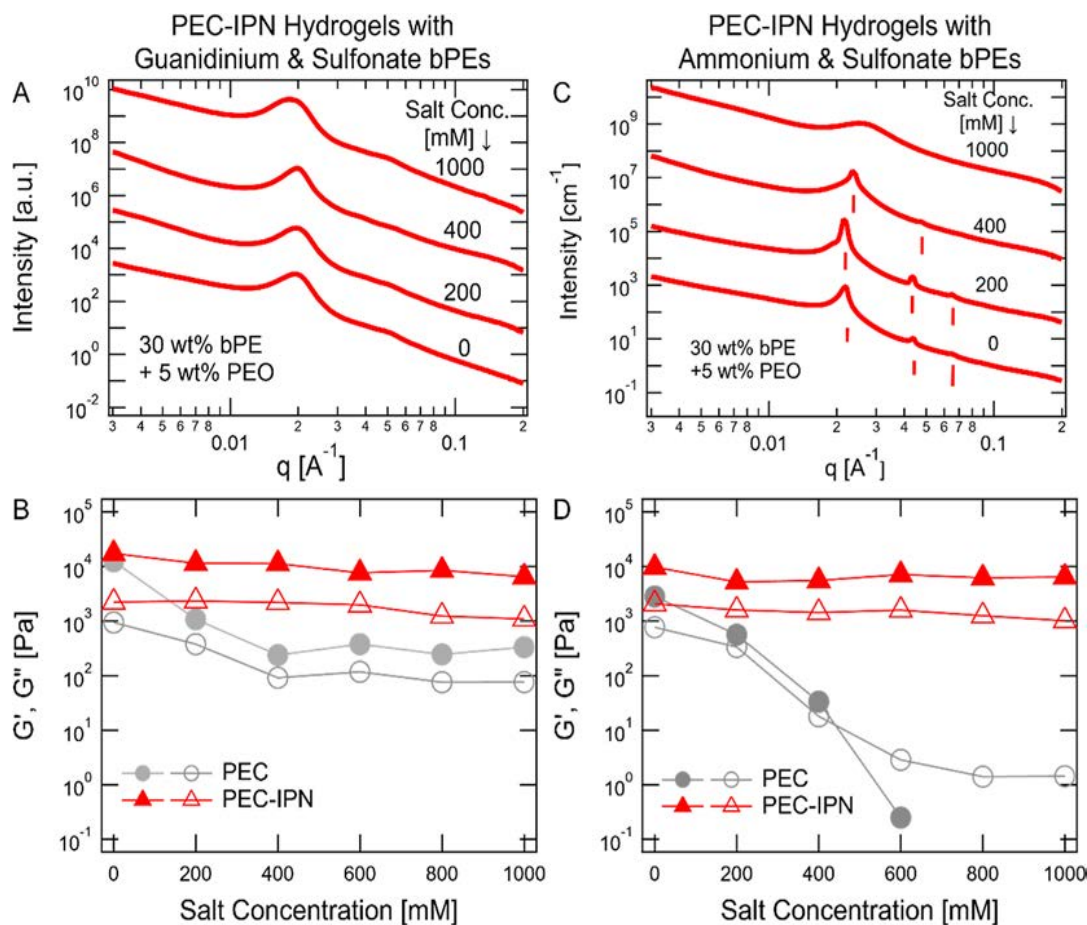 PEC-IPN Hydrogels with
Guanidinium & Sulfonate bPEs
PEC-IPN Hydrogels with
Ammonium & Sulfonate bPEs
A
Intensity [a.u.]
10^10
10^8
10^6
10^4
10^2
10^0
10^-2
Salt Conc.
[mM] ↓
1000
400
200
0
30 wt% bPE
+ 5 wt% PEO
3 4 5 6 7 8 0.01 2 3 4 5 6 7 8 0.1 2
q [A^-1]
C
Intensity [cm^-1]
10^9
10^7
10^5
10^3
10^1
10^-1
Salt Conc.
[mM] ↓
1000
400
200
0
30 wt% bPE
+5 wt% PEO
3 4 5 6 7 8 0.01 2 3 4 5 6 7 8 0.1 2
q [A^-1]
B
G', G" [Pa]
10^5
10^4
10^3
10^2
10^1
10^0
10^-1
PEC
PEC-IPN
0 200 400 600 800 1000
Salt Concentration [mM]
D
G', G" [Pa]
10^5
10^4
10^3
10^2
10^1
10^0
10^-1
PEC
PEC-IPN
0 200 400 600 800 1000
Salt Concentration [mM]